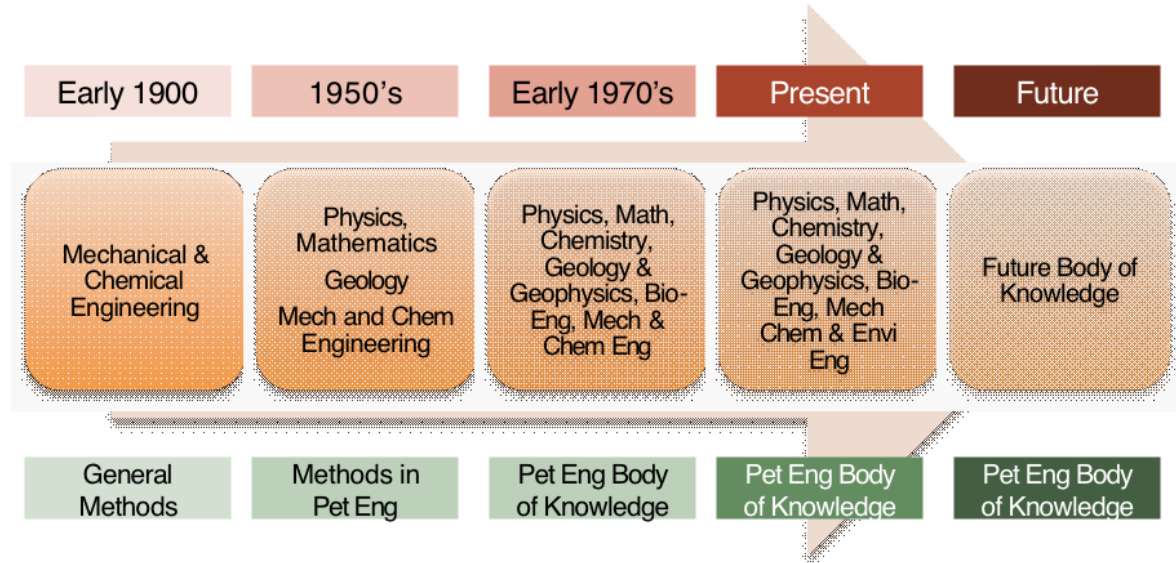 Early 1900
1950's
Early 1970's
Present
Future
Mechanical &
Chemical
Engineering
Physics,
Mathematics
Geology
Mech and Chem
Engineering
Physics, Math,
Chemistry,
Geology &
Geophysics, Bio-
Eng, Mech &
Chem Eng
Physics, Math,
Chemistry,
Geology &
Geophysics, Bio-
Eng, Mech
Chem & Envi
Eng
Future Body of
Knowledge
General
Methods
Methods in
Pet Eng
Pet Eng Body
of Knowledge
Pet Eng Body
of Knowledge
Pet Eng Body
of Knowledge